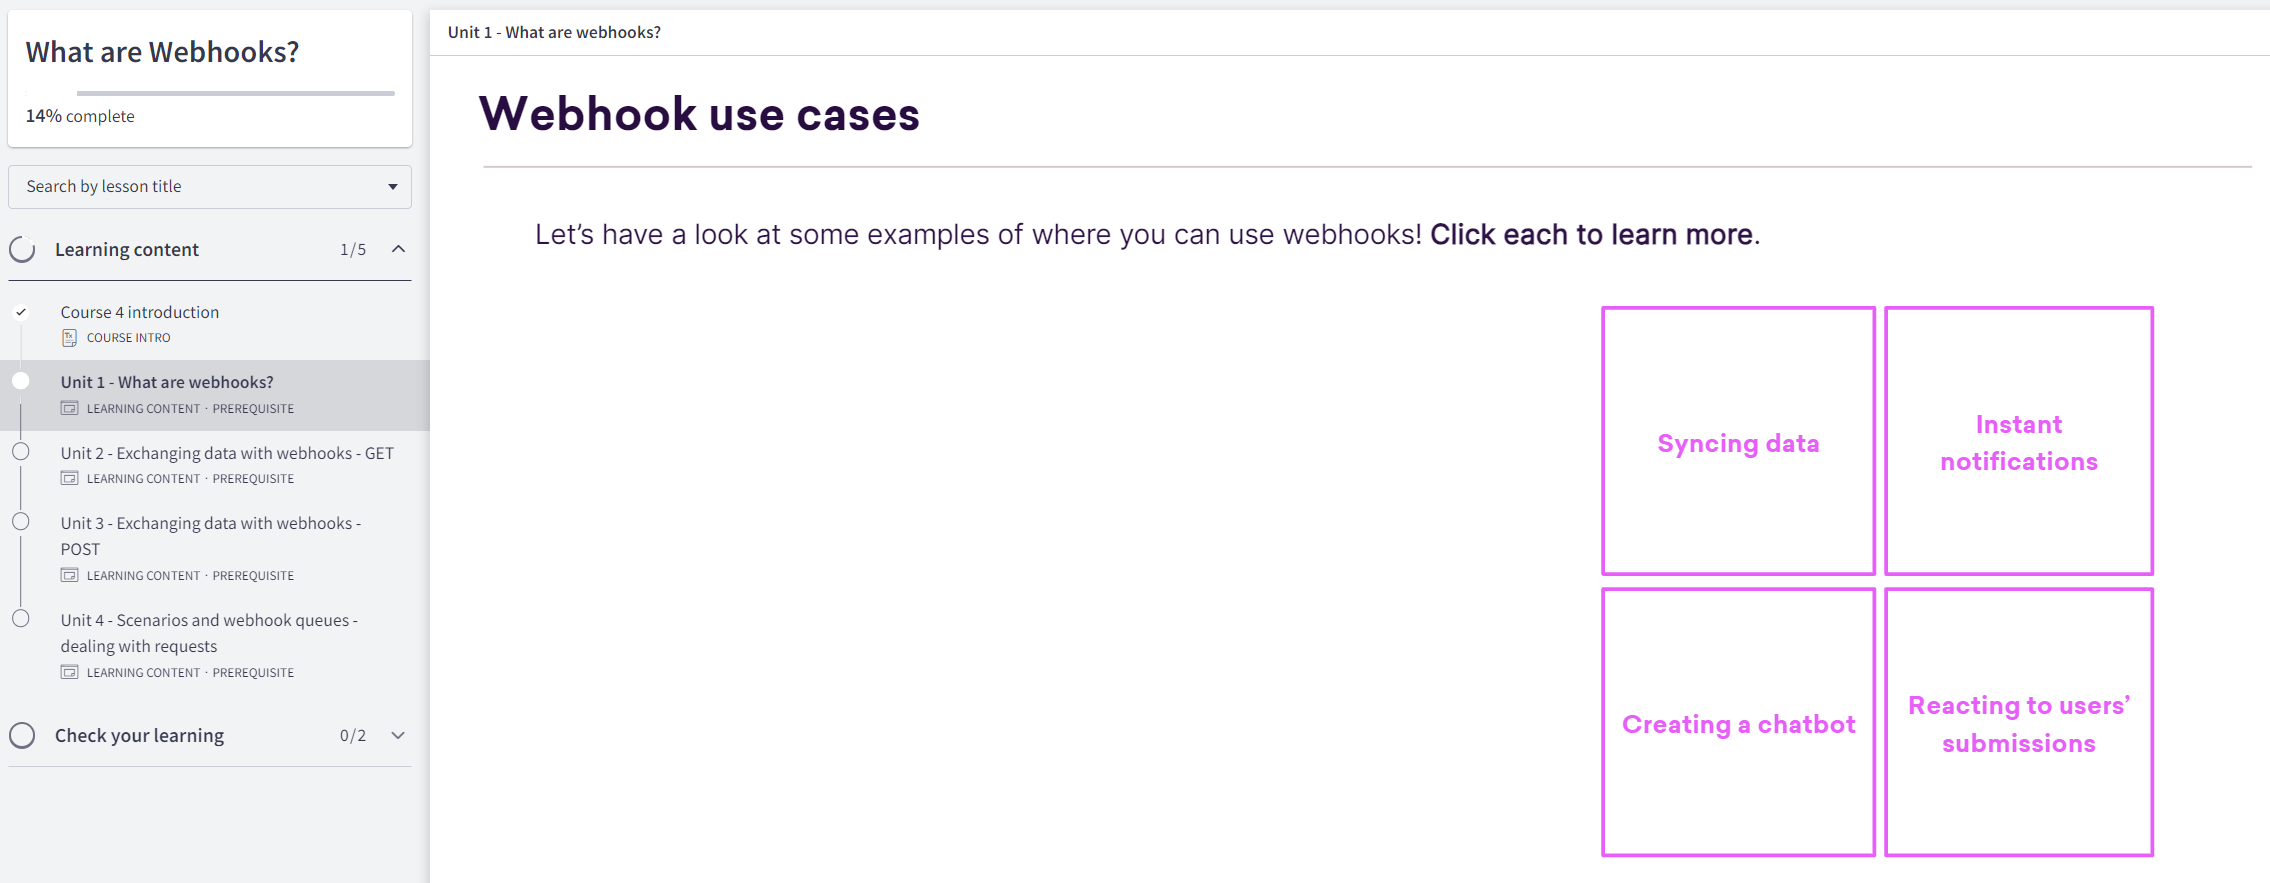 What are Webhooks?
14% complete
Search by lesson title
Learning content 1/5
Course 4 introduction
COURSE INTRO
Unit 1 - What are webhooks?
LEARNING CONTENT · PREREQUISITE
Unit 2 - Exchanging data with webhooks - GET
LEARNING CONTENT · PREREQUISITE
Unit 3 - Exchanging data with webhooks -
POST
LEARNING CONTENT · PREREQUISITE
Unit 4 - Scenarios and webhook queues -
dealing with requests
LEARNING CONTENT · PREREQUISITE
Check your learning 0/2
Unit 1 - What are webhooks?
Webhook use cases
Let’s have a look at some examples of where you can use webhooks! Click each to learn more.
Syncing data
Instant
notifications
Creating a chatbot
Reacting to users’
submissions